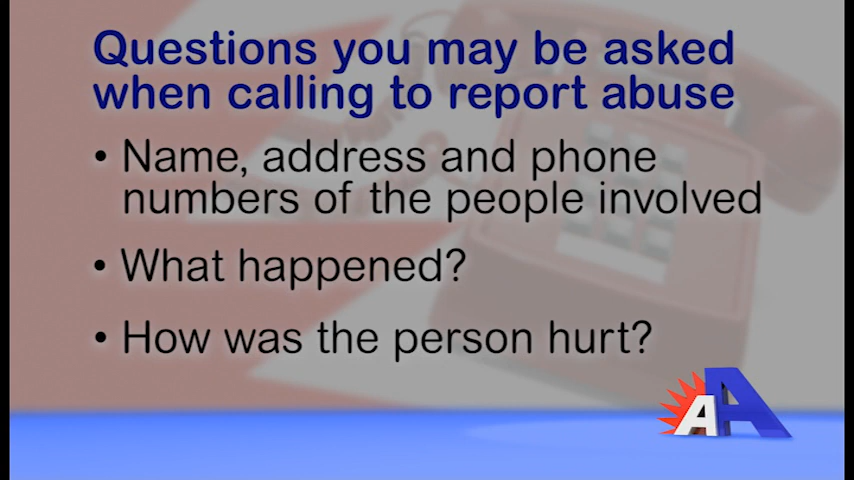 Questions you may be asked
when calling to report abuse
• Name, address and phone
numbers of the people involved
• What happened?
• How was the person hurt?
AA